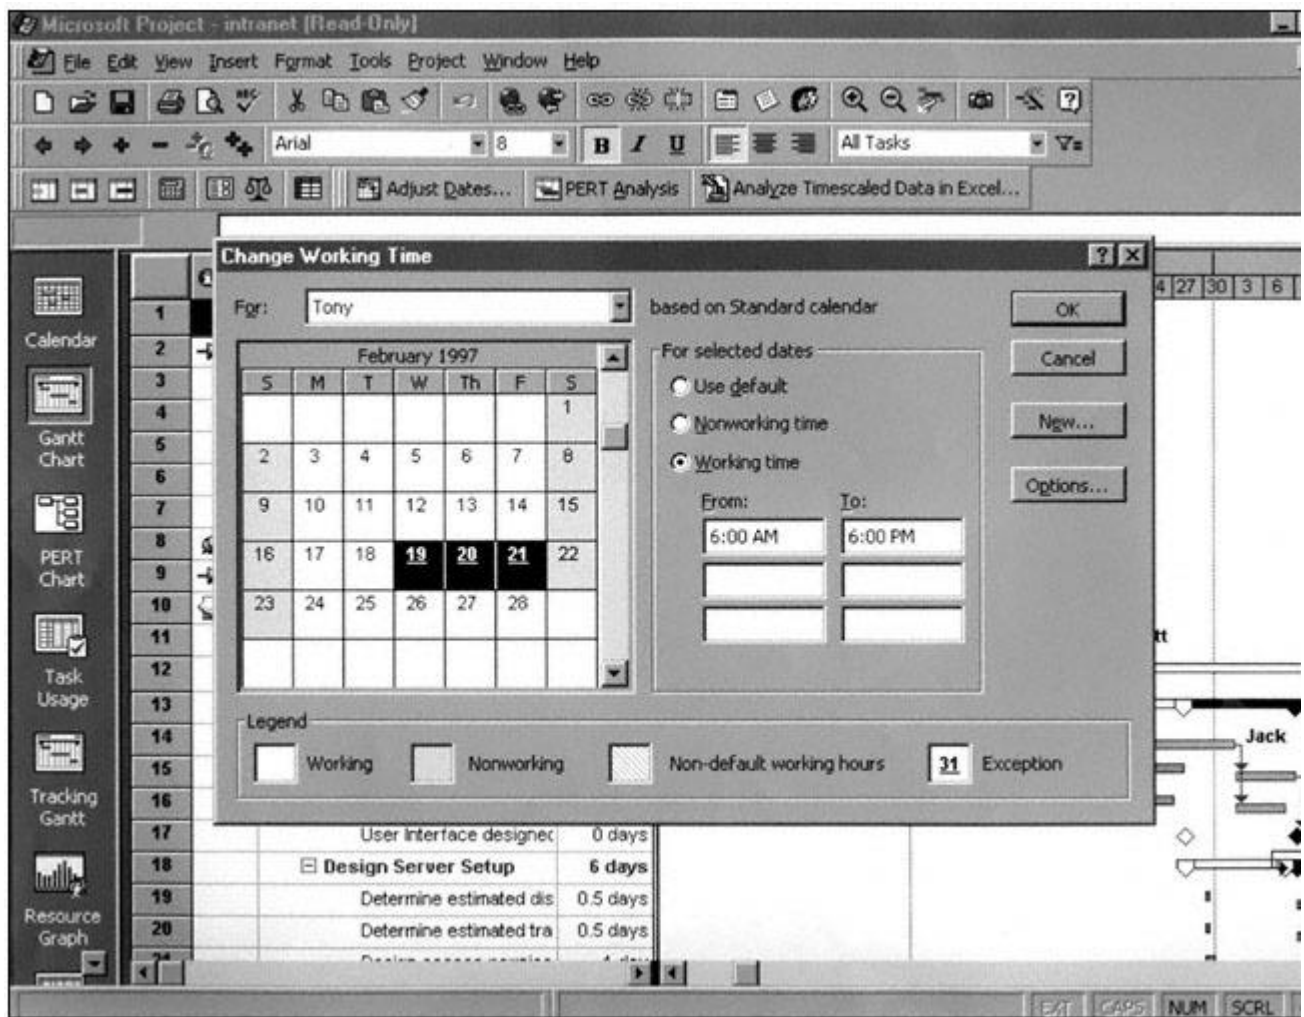 Microsoft Project - intranet [Read-Only]
File Edit View Insert Format Tools Project Window Help
Arial 8 B I U All Tasks
Adjust Dates... PERT Analysis Analyze Timescaled Data in Excel...
Change Working Time
For: Tony based on Standard calendar OK
27 30 3 6
Cancel
New...
Options...
February 1997
S M T W Th F S
1
2 3 4 5 6 7 8
9 10 11 12 13 14 15
16 17 18 19 20 21 22
23 24 25 26 27 28
For selected dates
Use default
Nonworking time
Working time
From: To:
6:00 AM 6:00 PM
Legend
Working Nonworking Non-default working hours 31 Exception
Calendar
Gantt
Chart
PERT
Chart
Task
Usage
Tracking
Gantt
Resource
Graph
1
2
3
4
5
6
7
8
9
10
11
12
13
14 Jack
15
16
17 User Interface designed 0 days
18 Design Server Setup 6 days
19 Determine estimated dis 0.5 days
20 Determine estimated tra 0.5 days
EXT CAPS NUM SCRL